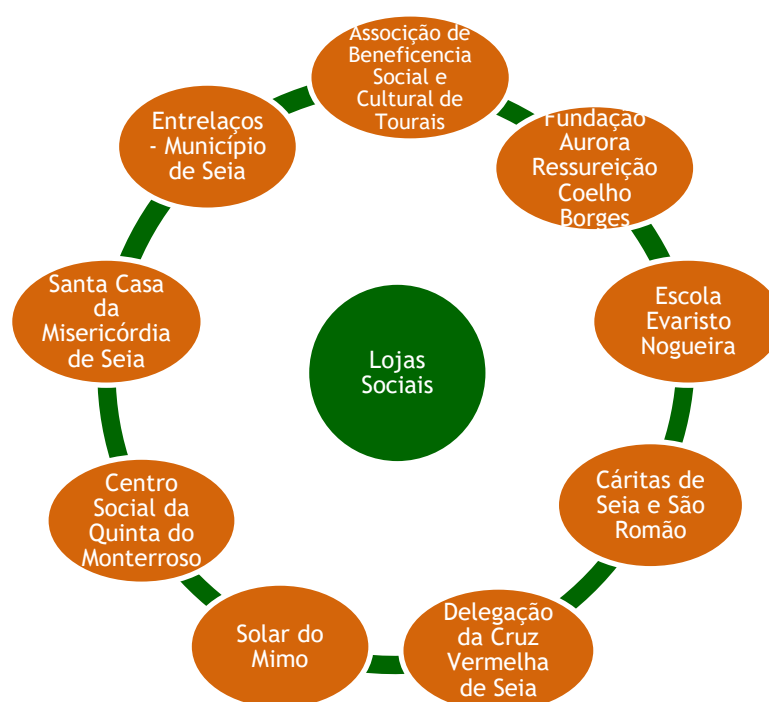 Associção de
Beneficencia
Social e
Cultural de
Tourais
Fundação
Aurora
Ressureição
Coelho
Borges
Escola
Evaristo
Nogueira
Cáritas de
Seia e São
Romão
Delegação
da Cruz
Vermelha
de Seia
Solar do
Mimo
Centro
Social da
Quinta do
Monterroso
Santa Casa
da
Misericórdia
de Seia
Entrelaços
- Município
de Seia
Lojas
Sociais